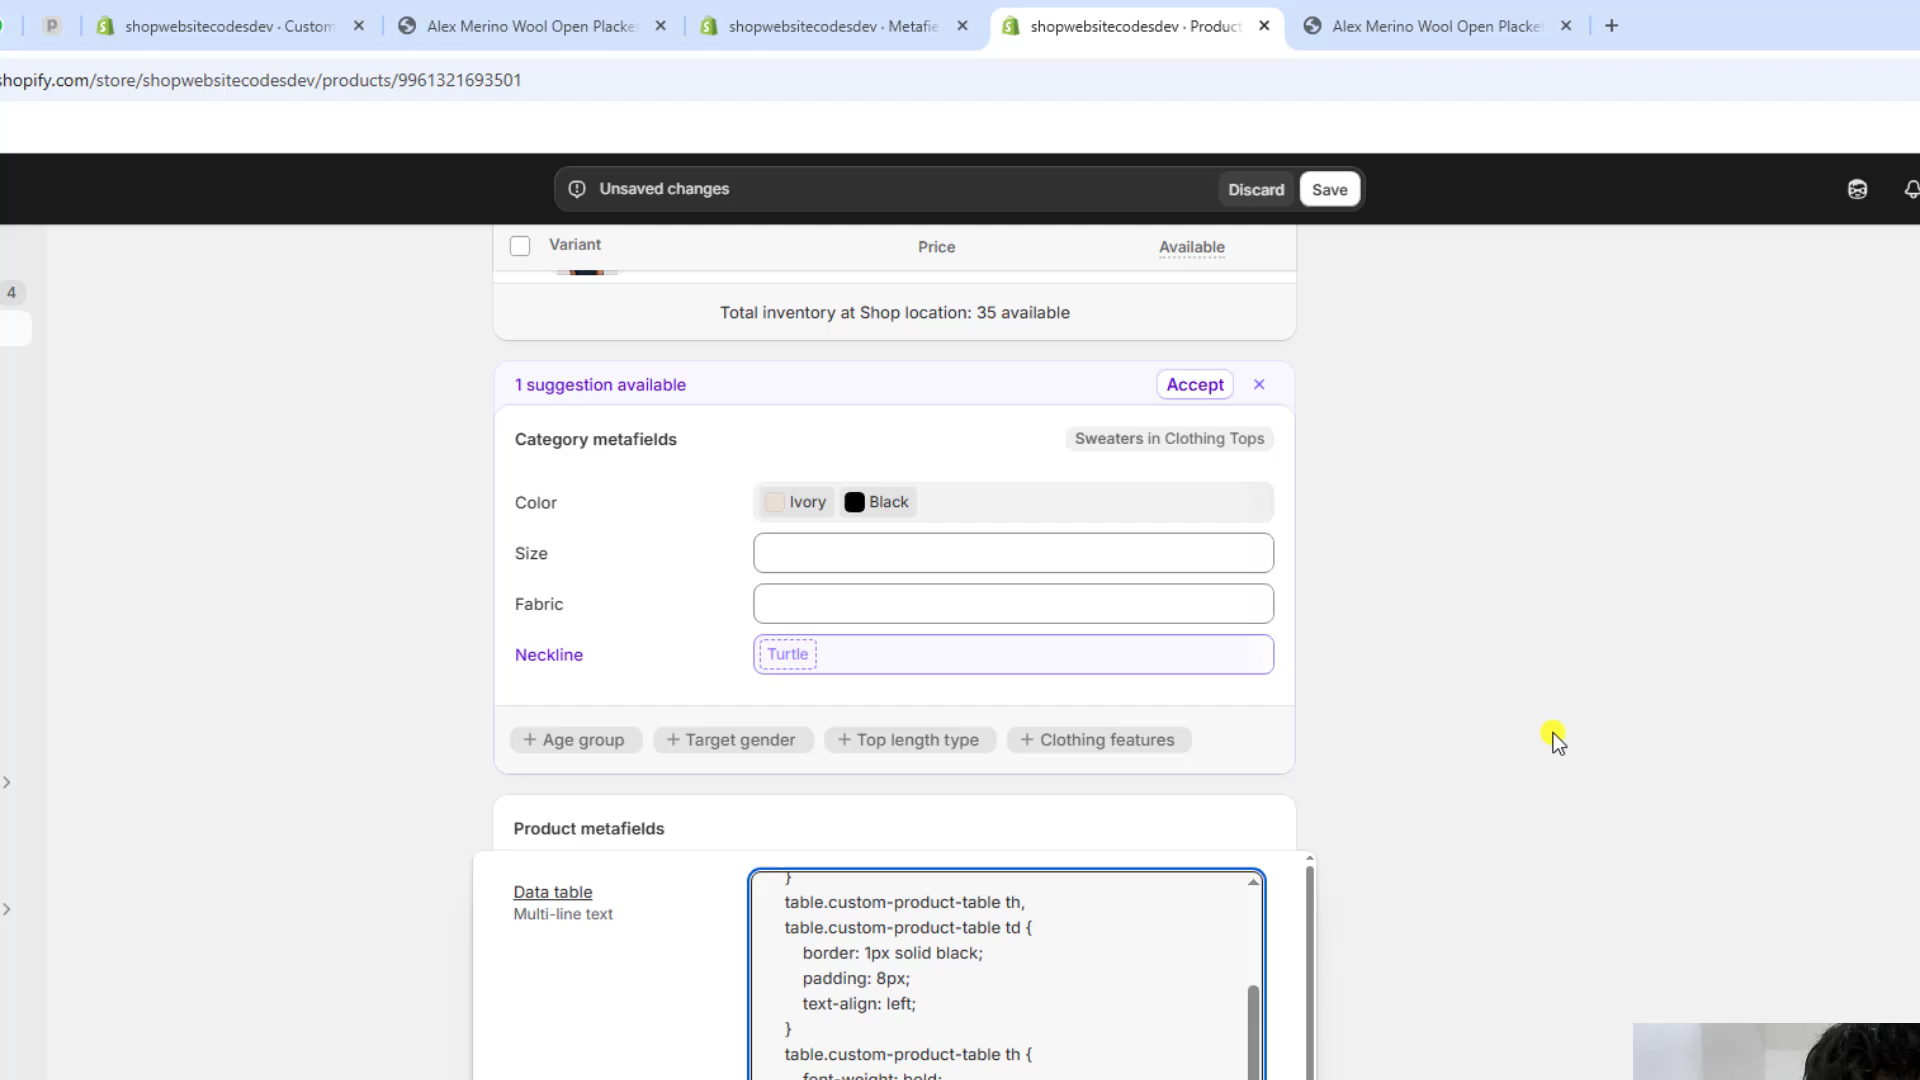 P
shopwebsitecodesdev · Custom
Alex Merino Wool Open Placke
shopwebsitecodesdev · Metafie
shopwebsitecodesdev · Product
Alex Merino Wool Open Placke
shopify.com/store/shopwebsitecodesdev/products/9961321693501
Unsaved changes
Discard
Save
Variant
Price
Available
4
Total inventory at Shop location: 35 available
1 suggestion available
Accept
Category metafields
Sweaters in Clothing Tops
Color
Ivory
Black
Size
Fabric
Neckline
Turtle
+ Age group
+ Target gender
+ Top length type
+ Clothing features
Product metafields
Data table
Multi-line text
}
table.custom-product-table th,
table.custom-product-table td {
border: 1px solid black;
padding: 8px;
text-align: left;
}
table.custom-product-table th {
font-weight: bold;